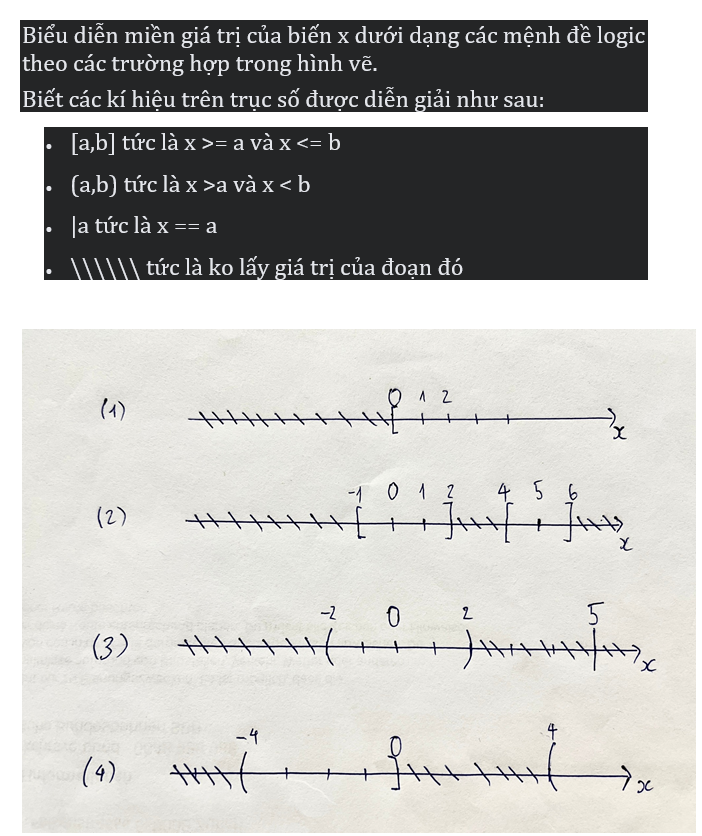 Biểu diễn miền giá trị của biến x dưới dạng các mệnh đề logic
theo các trường hợp trong hình vẽ.
Biết các kí hiệu trên trục số được diễn giải như sau:
• [a,b] tức là x >= a và x <= b
• (a,b) tức là x >a và x < b
• |a tức là x == a
• \\\\\\ tức là ko lấy giá trị của đoạn đó
0 1 2
(1) [ x
-1 0 1 2 4 5 6
(2) [ ] [ ] x
-2 0 2 5
(3) ( ) | x
-4 0 4
(4) ( ] ( x